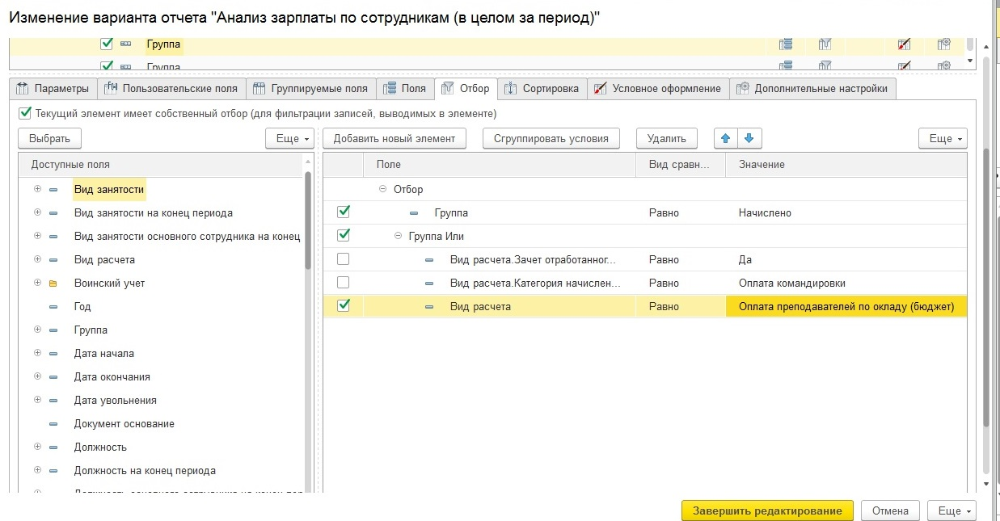 Изменение варианта отчета "Анализ зарплаты по сотрудникам (в целом за период)"
Группа
Группа
Параметры Пользовательские поля Группируемые поля Поля Отбор Сортировка Условное оформление Дополнительные настройки
Текущий элемент имеет собственный отбор (для фильтрации записей, выводимых в элементе)
Выбрать Еще Добавить новый элемент Сгруппировать условия Удалить Еще
Доступные поля Поле Вид сравн... Значение
Вид занятости Отбор
Вид занятости на конец периода Группа Равно Начислено
Вид занятости основного сотрудника на конец Группа Или
Вид расчета Вид расчета.Зачет отработанног... Равно Да
Воинский учет Вид расчета.Категория начислен... Равно Оплата командировки
Год Вид расчета Равно Оплата преподавателей по окладу (бюджет)
Группа
Дата начала
Дата окончания
Дата увольнения
Документ основание
Должность
Должность на конец периода
Завершить редактирование Отмена Еще